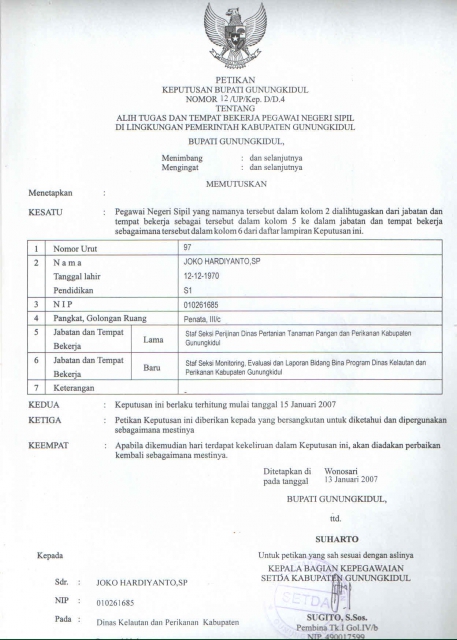 PETIKAN
KEPUTUSAN BUPATI GUNUNGKIDUL
NOMOR 12/UP/Kep. D/D.4
TENTANG
ALIH TUGAS DAN TEMPAT BEKERJA PEGAWAI NEGERI SIPIL
DI LINGKUNGAN PEMERINTAH KABUPATEN GUNUNGKIDUL
BUPATI GUNUNGKIDUL,
Menimbang : dan selanjutnya
Mengingat : dan selanjutnya
MEMUTUSKAN
Menetapkan :
KESATU : Pegawai Negeri Sipil yang namanya tersebut dalam kolom 2 dialihtugaskan dari jabatan dan
tempat bekerja sebagai tersebut dalam kolom 5 ke dalam jabatan dan tempat bekerja
sebagaimana tersebut dalam kolom 6 dari daftar lampiran Keputusan ini.
1 Nomor Urut 97
2 N a m a JOKO HARDIYANTO,SP
Tanggal lahir 12-12-1970
Pendidikan S1
3 N I P 010261685
4 Pangkat, Golongan Ruang Penata, III/c
5 Jabatan dan Tempat Bekerja Lama Staf Seksi Perijinan Dinas Pertanian Tanaman Pangan dan Perikanan Kabupaten
Gunungkidul
6 Jabatan dan Tempat Bekerja Baru Staf Seksi Monitoring, Evaluasi dan Laporan Bidang Bina Program Dinas Kelautan dan
Perikanan Kabupaten Gunungkidul
7 Keterangan -
KEDUA : Keputusan ini berlaku terhitung mulai tanggal 15 Januari 2007
KETIGA : Petikan Keputusan ini diberikan kepada yang bersangkutan untuk diketahui dan dipergunakan
sebagaimana mestinya
KEEMPAT : Apabila dikemudian hari terdapat kekeliruan dalam Keputusan ini, akan diadakan perbaikan
kembali sebagaimana mestinya.
Ditetapkan di Wonosari
pada tanggal 13 Januari 2007
BUPATI GUNUNGKIDUL,
ttd.
SUHARTO
Untuk petikan yang sah sesuai dengan aslinya
KEPALA BAGIAN KEPEGAWAIAN
SETDA KABUPATEN GUNUNGKIDUL
SETDA
SUGITO, S.Sos.
Pembina Tk.I Gol.IV/b
NIP 490017599
Kepada
Sdr. : JOKO HARDIYANTO,SP
NIP : 010261685
Pada : Dinas Kelautan dan Perikanan Kabupaten